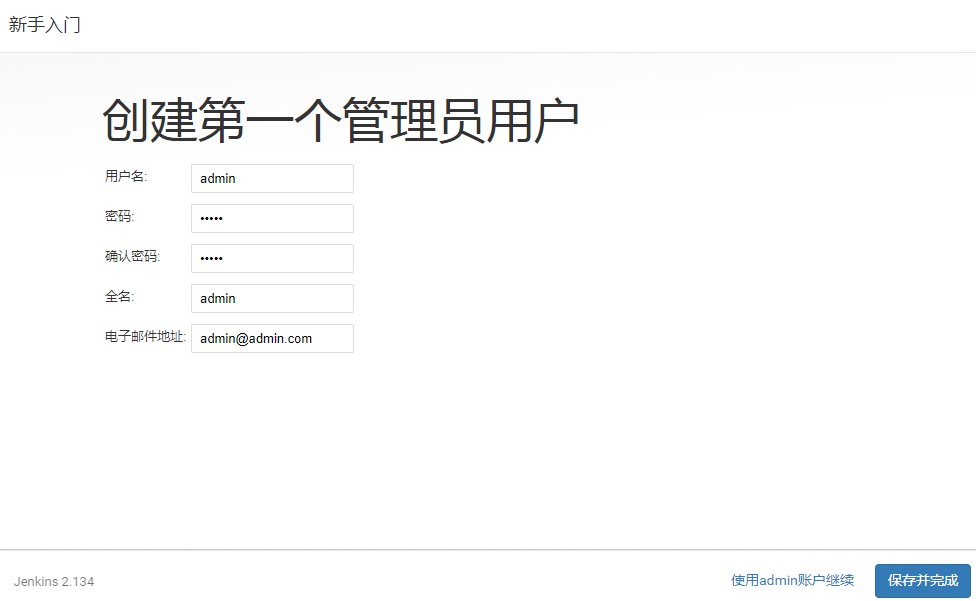 新手入门
创建第一个管理员用户
用户名: admin
密码: •••••
确认密码: •••••
全名: admin
电子邮件地址: admin@admin.com
Jenkins 2.134 使用admin账户继续 保存并完成